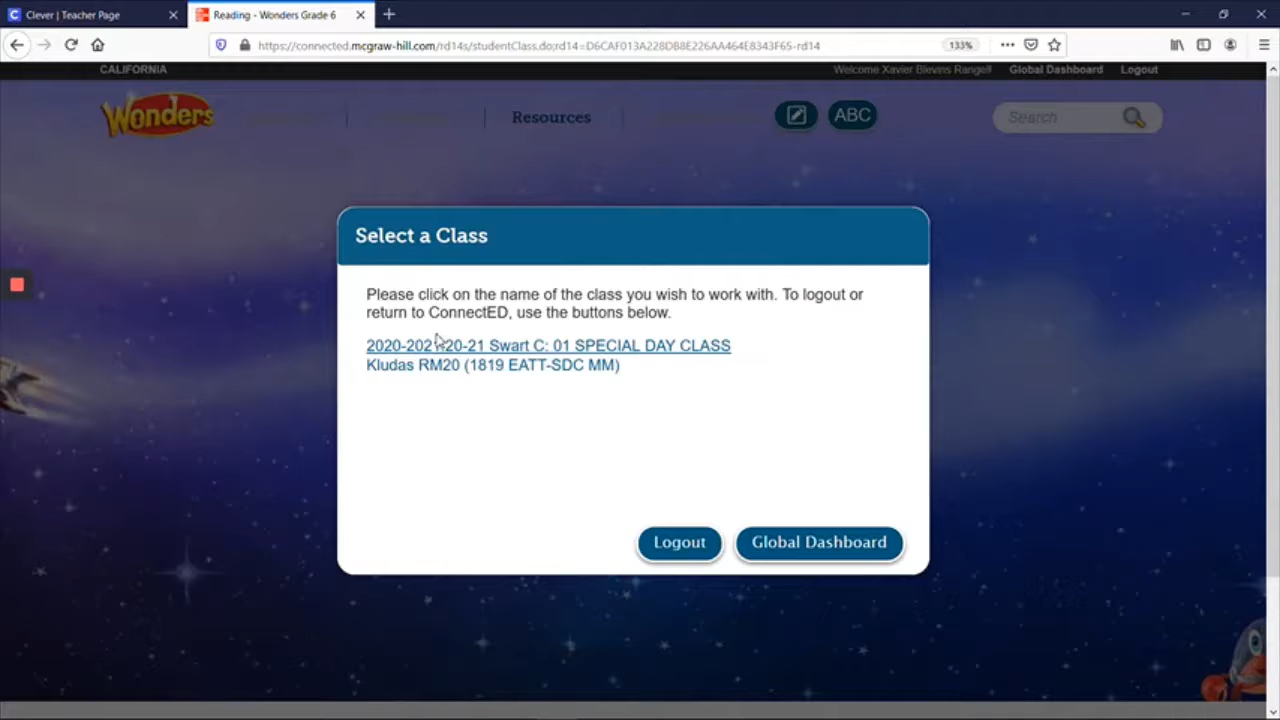 Clever | Teacher Page
Reading - Wonders Grade 6
https://connected.mcgraw-hill.com/rd14s/studentClass.do;rd14=D6CAF013A228DB8E226AA464E8343F65-rd14
133%
CALIFORNIA
Welcome Xavier Blevins Rangel! Global Dashboard Logout
Wonders
Resources
ABC
Search
Select a Class
Please click on the name of the class you wish to work with. To logout or
return to ConnectED, use the buttons below.
2020-2021 20-21 Swart C: 01 SPECIAL DAY CLASS
Kludas RM20 (1819 EATT-SDC MM)
Logout
Global Dashboard